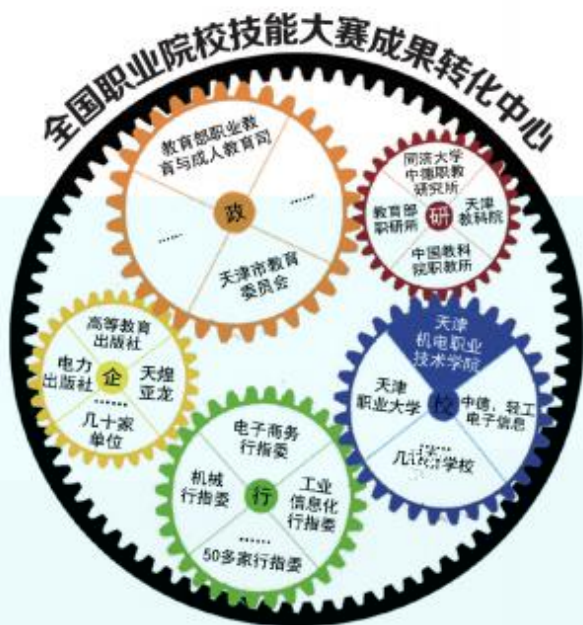 全国职业院校技能大赛成果转化中心
教育部职业教
育与成人教育司
......
政
......
天津市教育
委员会
同济大学
中德职教
研究所
教育部
职研所
研
天津
教科院
中国教科
院职教所
高等教育
出版社
电力
出版社
企
天煌
亚龙
......
几十家
单位
天津
机电职业
技术学院
天津
职业大学
校
中德、轻工
电子信息
......
学校
电子商务
行指委
机械
行指委
行
工业
信息化
行指委
......
50多家行指委